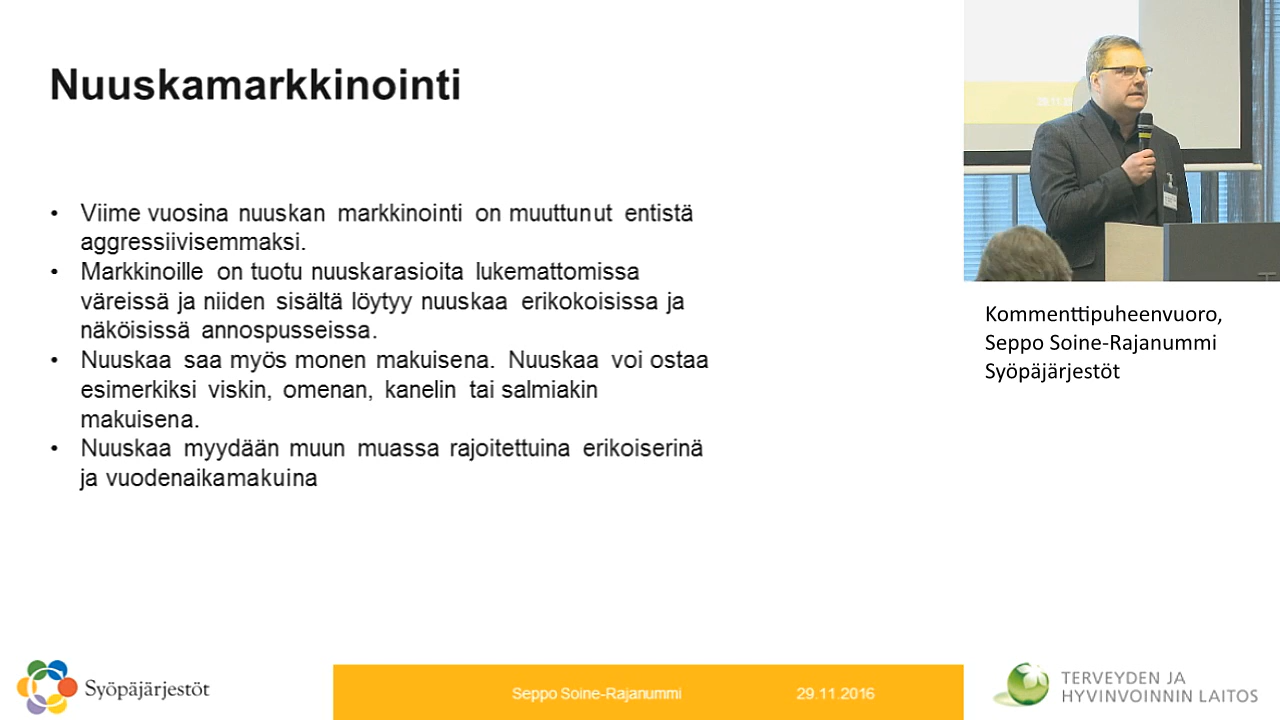 Nuuskamarkkinointi
• Viime vuosina nuuskan markkinointi on muuttunut entistä
aggressiivisemmaksi.
• Markkinoille on tuotu nuuskarasioita lukemattomissa
väreissä ja niiden sisältä löytyy nuuskaa erikokoisissa ja
näköisissä annospusseissa.
• Nuuskaa saa myös monen makuisena. Nuuskaa voi ostaa
esimerkiksi viskin, omenan, kanelin tai salmiakin
makuisena.
• Nuuskaa myydään muun muassa rajoitettuina erikoiserinä
ja vuodenaikamakuina
Kommenttipuheenvuoro,
Seppo Soine-Rajanummi
Syöpäjärjestöt
Syöpäjärjestöt
Seppo Soine-Rajanummi 29.11.2016
TERVEYDEN JA
HYVINVOINNIN LAITOS